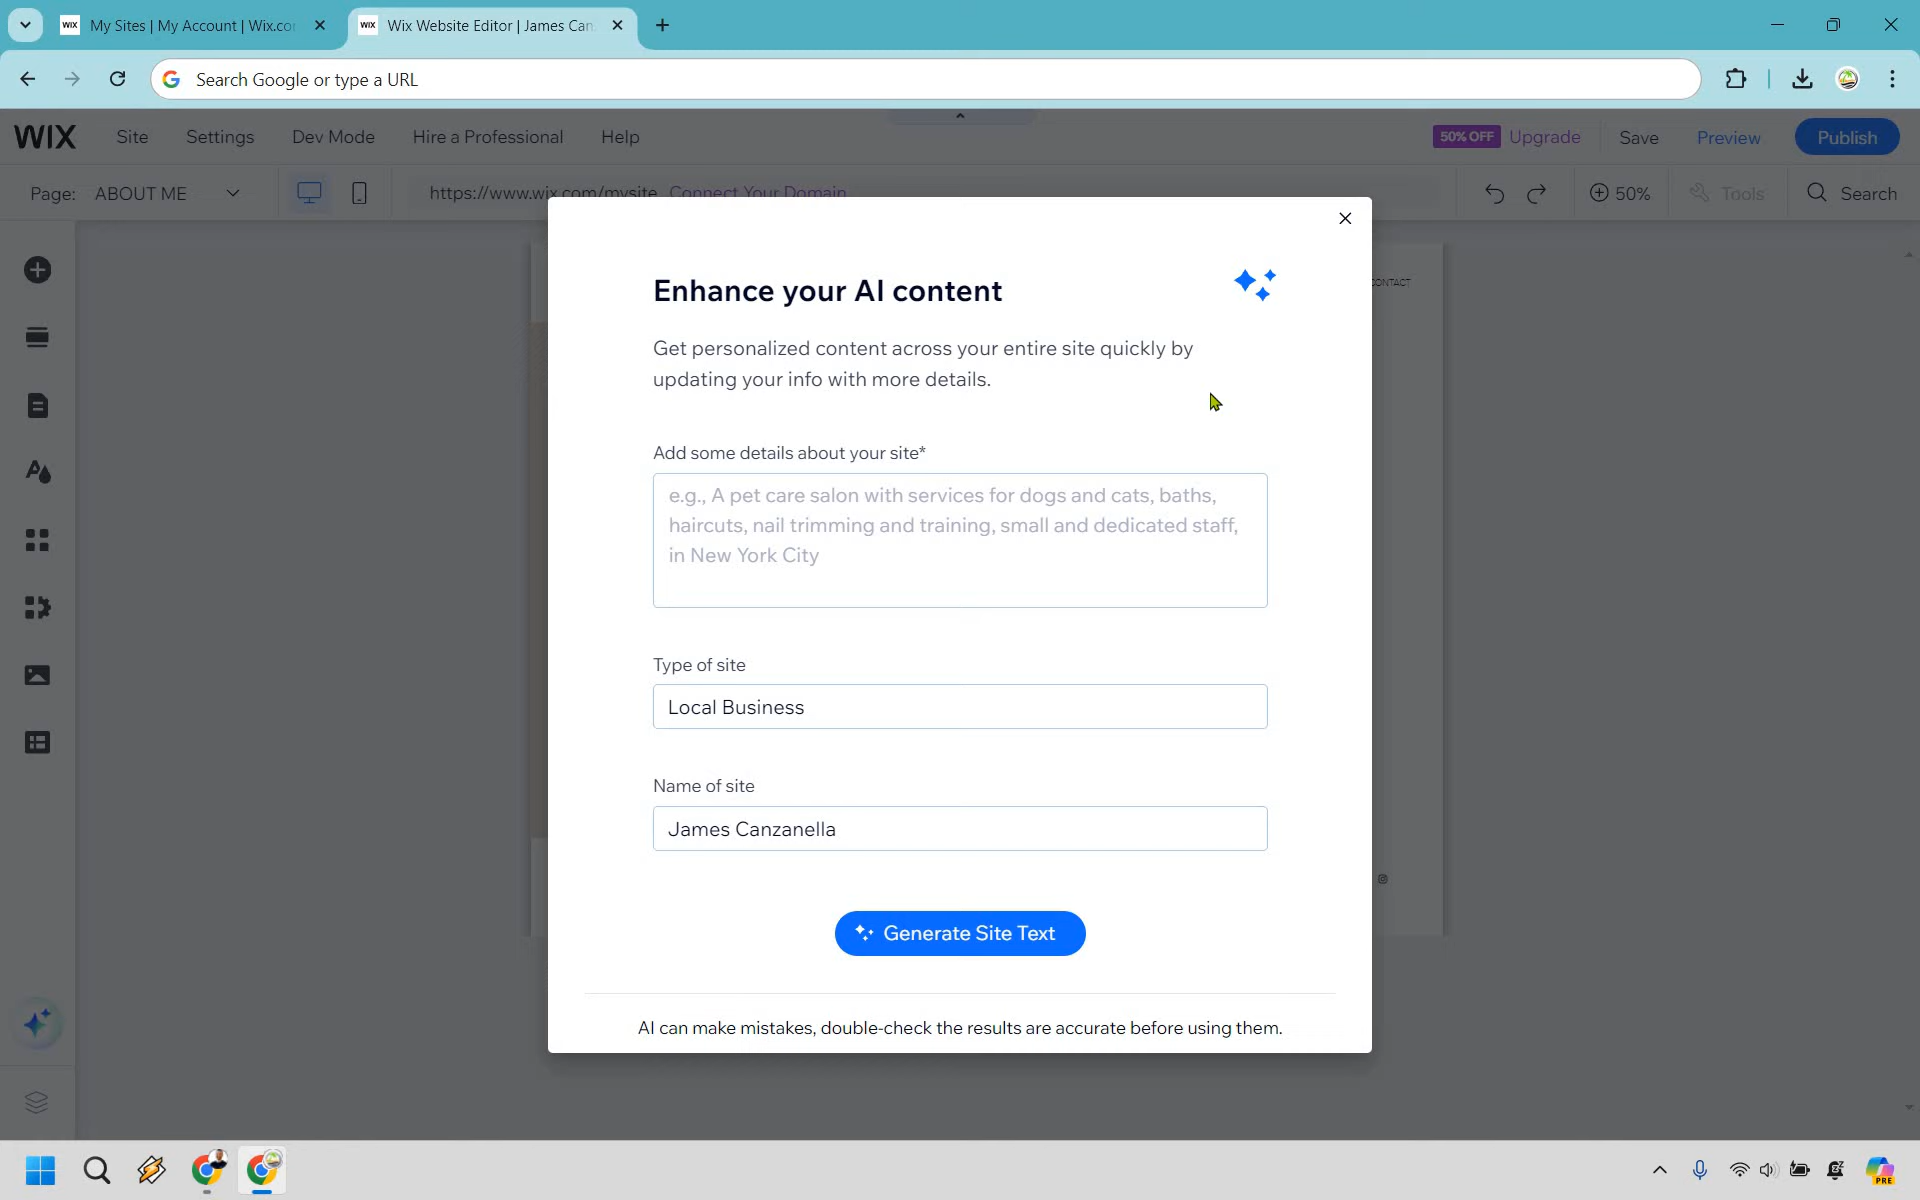 WIX My Sites | My Account | Wix.co
WIX Wix Website Editor | James Can
Search Google or type a URL
WIX Site Settings Dev Mode Hire a Professional Help 50% OFF Upgrade Save Preview Publish
Page: ABOUT ME https://www.wix.com/mysite Connect Your Domain 50% Tools Search
CONTACT
Enhance your AI content
Get personalized content across your entire site quickly by
updating your info with more details.
Add some details about your site*
e.g., A pet care salon with services for dogs and cats, baths,
haircuts, nail trimming and training, small and dedicated staff,
in New York City
Type of site
Local Business
Name of site
James Canzanella
Generate Site Text
AI can make mistakes, double-check the results are accurate before using them.
PRE